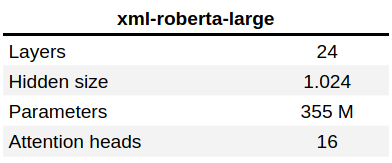 xml-roberta-large
Layers 24
Hidden size 1.024
Parameters 355 M
Attention heads 16